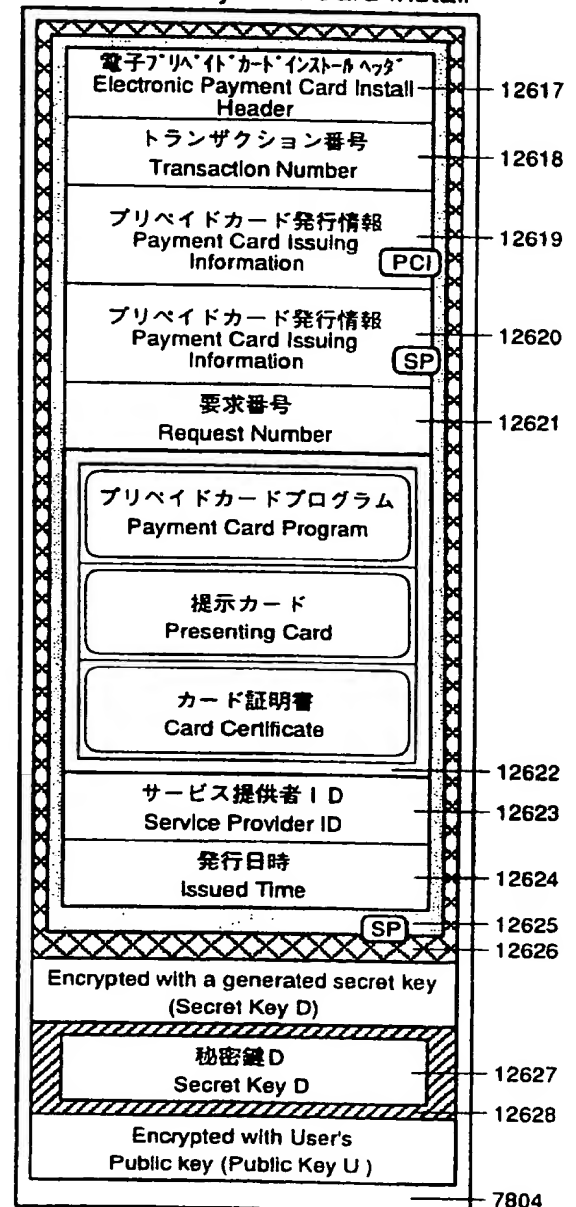 電子プリペイドカードインストールヘッダ
Electronic Payment Card Install
Header
12617
トランザクション番号
Transaction Number
12618
プリペイドカード発行情報
Payment Card Issuing
Information
PCI
12619
プリペイドカード発行情報
Payment Card Issuing
Information
SP
12620
要求番号
Request Number
12621
プリペイドカードプログラム
Payment Card Program
提示カード
Presenting Card
カード証明書
Card Certificate
12622
サービス提供者ID
Service Provider ID
12623
発行日時
Issued Time
12624
SP
12625
12626
Encrypted with a generated secret key
(Secret Key D)
秘密鍵D
Secret Key D
12627
12628
Encrypted with User's
Public key (Public Key U )
7804